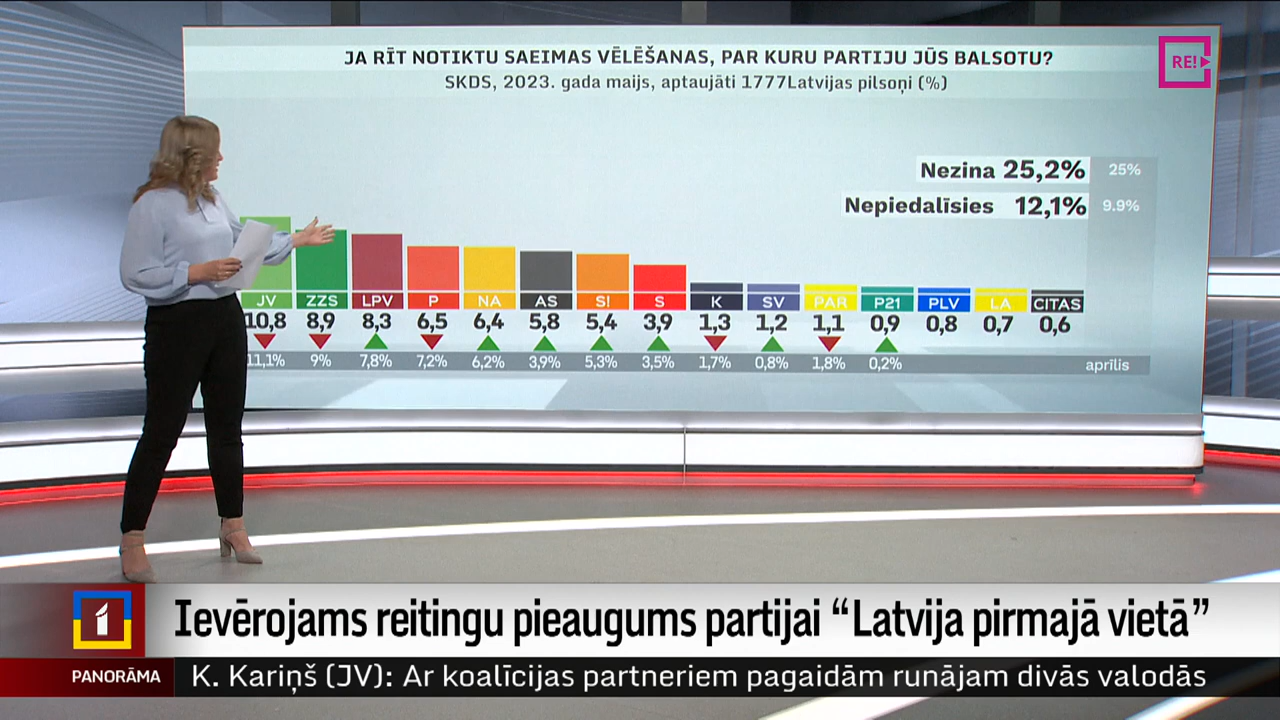 JA RĪT NOTIKTU SAEIMAS VĒLĒŠANAS, PAR KURU PARTIJU JŪS BALSOTU?
SKDS, 2023. gada maijs, aptaujāti 1777Latvijas pilsoņi (%)
RE!
Nezina 25,2% 25%
Nepiedalīsies 12,1% 9.9%
JV ZZS LPV P NA AS S! S K SV PAR P21 PLV LA CITAS
10,8 8,9 8,3 6,5 6,4 5,8 5,4 3,9 1,3 1,2 1,1 0,9 0,8 0,7 0,6
11,1% 9% 7,8% 7,2% 6,2% 3,9% 5,3% 3,5% 1,7% 0,8% 1,8% 0,2% aprīlis
1 Ievērojams reitingu pieaugums partijai “Latvija pirmajā vietā”
PANORĀMA K. Kariņš (JV): Ar koalīcijas partneriem pagaidām runājam divās valodās